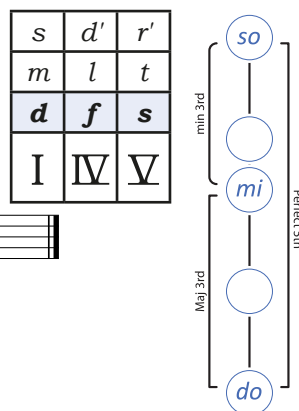 s d' r'
m l t
d f s
I IV V
so
min 3rd
mi
Maj 3rd
do
Perfect 5th